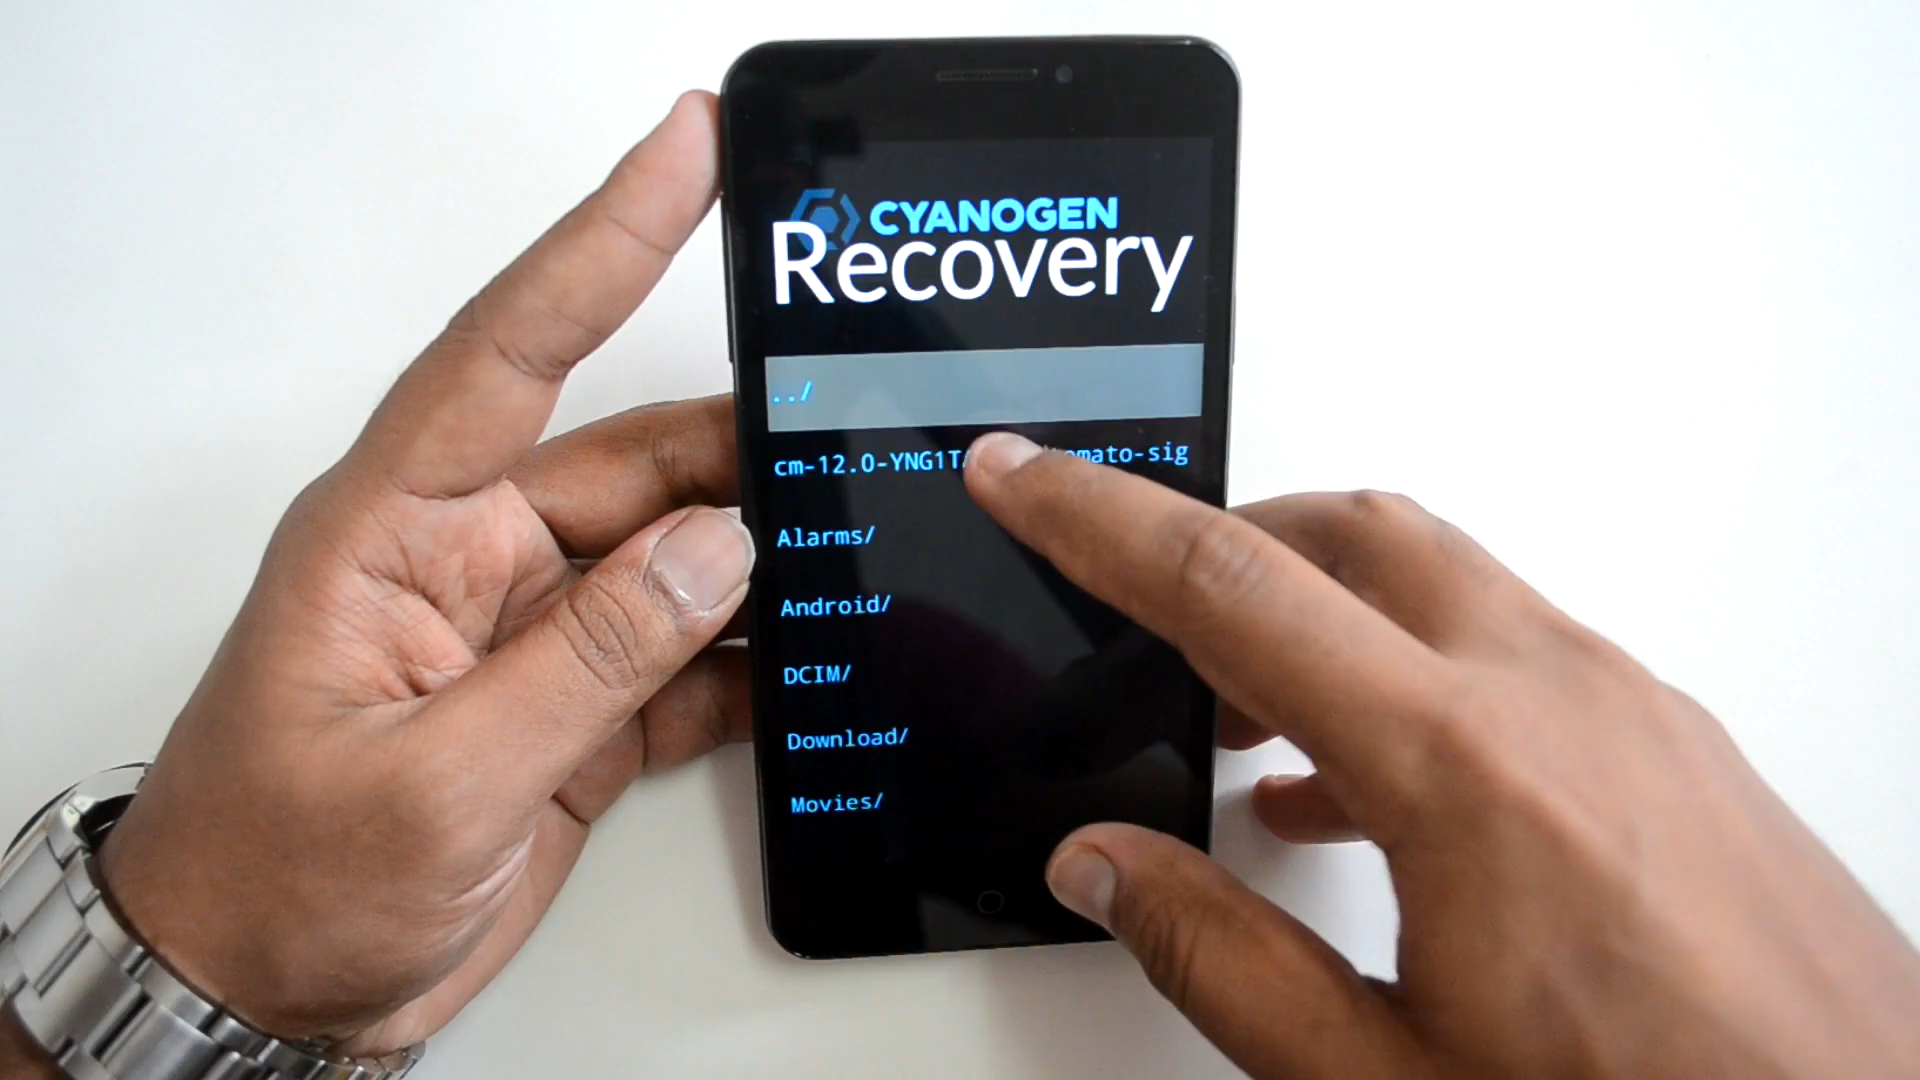 CYANOGEN
Recovery
../
cm-12.0-YNG1T mato-sig
Alarms/
Android/
DCIM/
Download/
Movies/